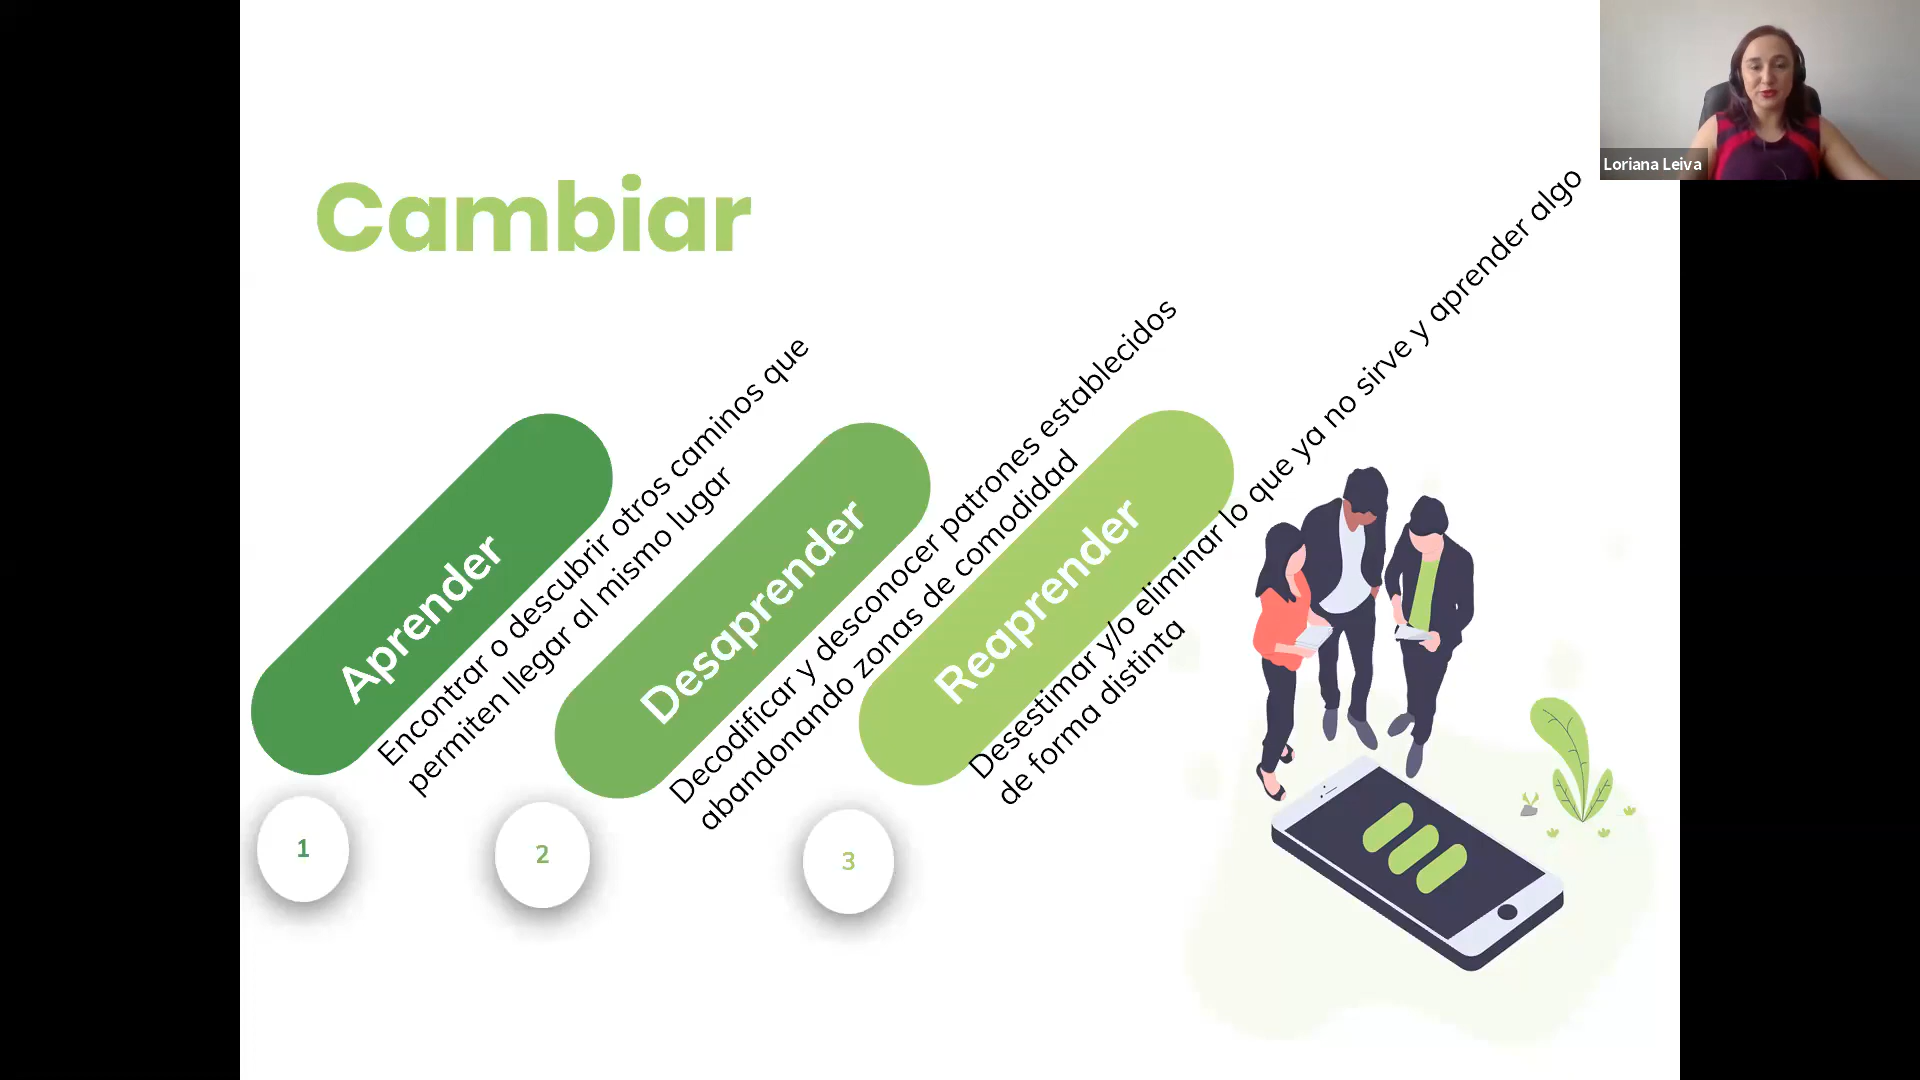 Cambiar
Aprender
Encontrar o descubrir otros caminos que
permiten llegar al mismo lugar
Desaprender
Decodificar y desconocer patrones establecidos
abandonando zonas de comodidad
Reaprender
Desestimar y/o eliminar lo que ya no sirve y aprender algo
de forma distinta
1
2
3
Loriana Leiva